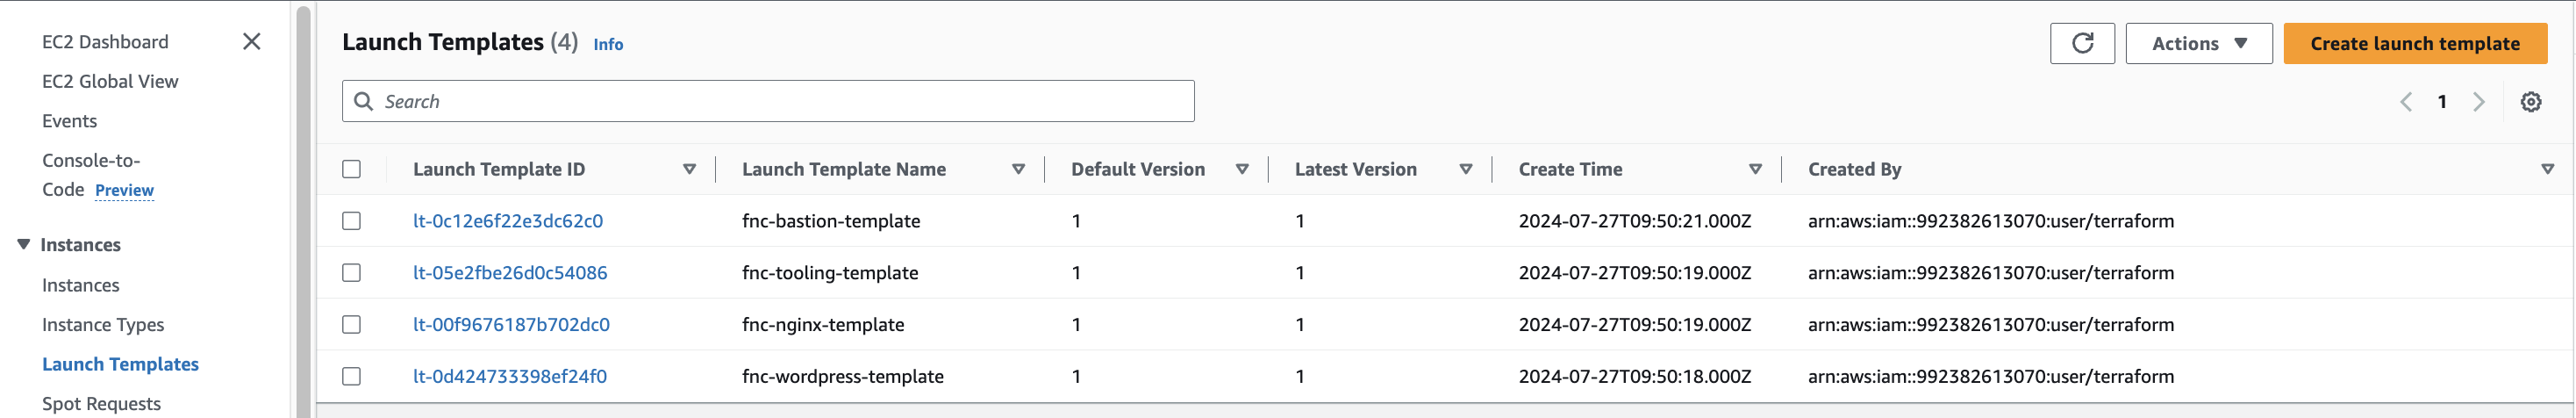 EC2 Dashboard
EC2 Global View
Events
Console-to-
Code Preview
Instances
Instances
Instance Types
Launch Templates
Spot Requests
Launch Templates (4) Info
Actions
Create launch template
Search
1
Launch Template ID Launch Template Name Default Version Latest Version Create Time Created By
lt-0c12e6f22e3dc62c0 fnc-bastion-template 1 1 2024-07-27T09:50:21.000Z arn:aws:iam::992382613070:user/terraform
lt-05e2fbe26d0c54086 fnc-tooling-template 1 1 2024-07-27T09:50:19.000Z arn:aws:iam::992382613070:user/terraform
lt-00f9676187b702dc0 fnc-nginx-template 1 1 2024-07-27T09:50:19.000Z arn:aws:iam::992382613070:user/terraform
lt-0d424733398ef24f0 fnc-wordpress-template 1 1 2024-07-27T09:50:18.000Z arn:aws:iam::992382613070:user/terraform